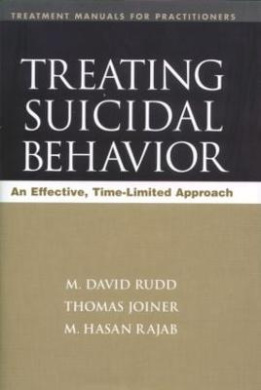 TREATMENT MANUALS FOR PRACTITIONERS
TREATING
SUICIDAL
BEHAVIOR
An Effective, Time-Limited Approach
M. DAVID RUDD
THOMAS JOINER
M. HASAN RAJAB